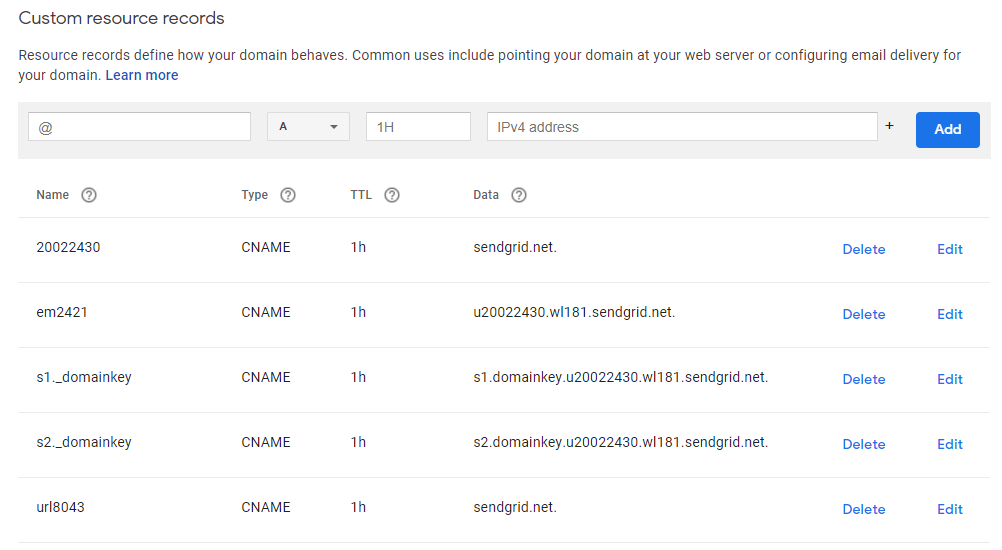 Custom resource records
Resource records define how your domain behaves. Common uses include pointing your domain at your web server or configuring email delivery for
your domain. Learn more
@ A 1H IPv4 address + Add
Name ? Type ? TTL ? Data ?
20022430 CNAME 1h sendgrid.net. Delete Edit
em2421 CNAME 1h u20022430.wl181.sendgrid.net. Delete Edit
s1._domainkey CNAME 1h s1.domainkey.u20022430.wl181.sendgrid.net. Delete Edit
s2._domainkey CNAME 1h s2.domainkey.u20022430.wl181.sendgrid.net. Delete Edit
url8043 CNAME 1h sendgrid.net. Delete Edit